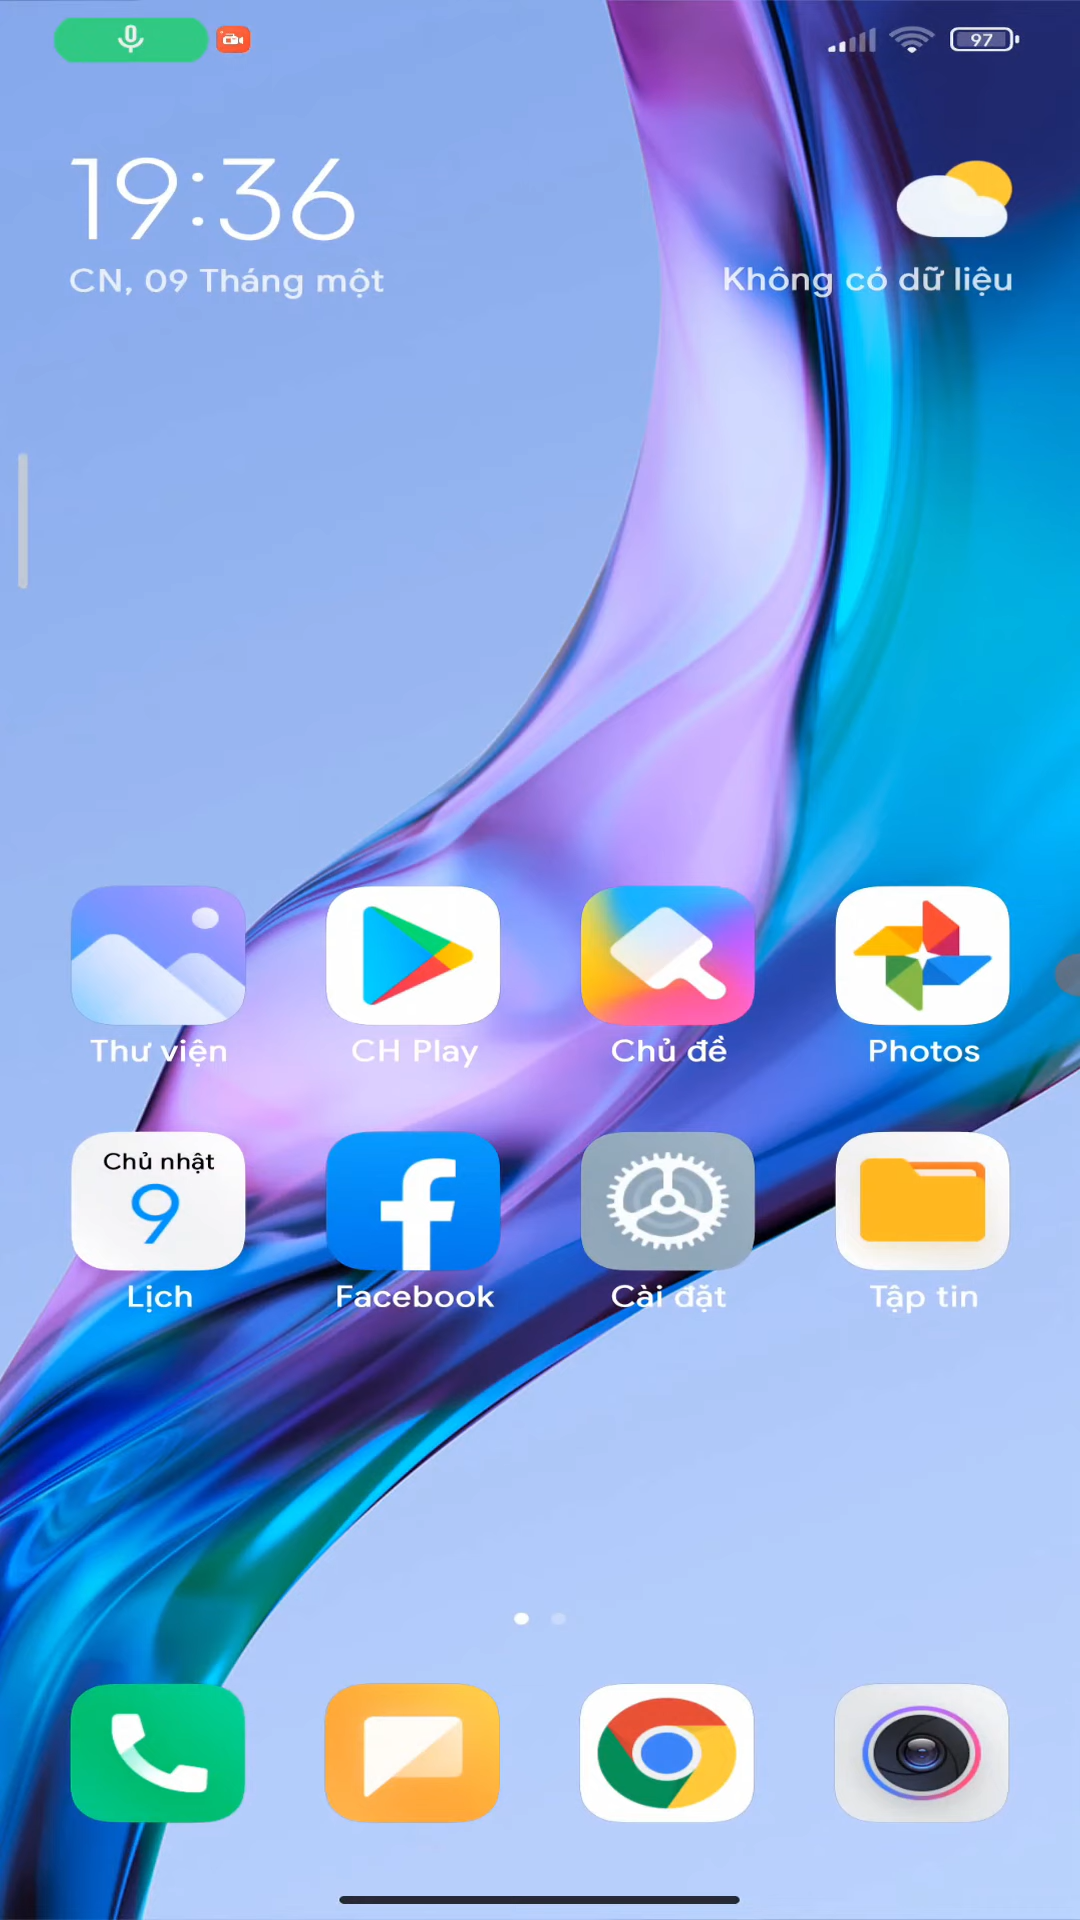 97
19:36
CN, 09 Tháng một
Không có dữ liệu
Thư viện
CH Play
Chủ đề
Photos
Chủ nhật
9
Lịch
Facebook
Cài đặt
Tập tin